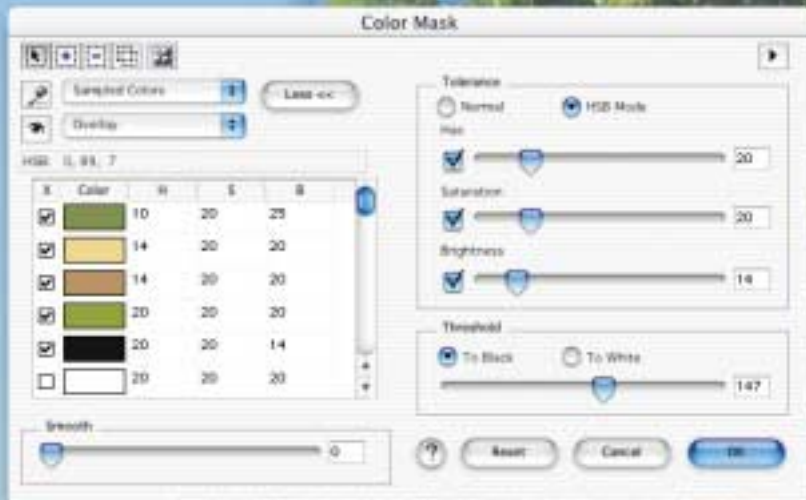 Color Mask
Sampled Colors
Less <<
Overlay
HSB: 0, 89, 7
X Color H S B
10 20 25
14 20 20
14 20 20
20 20 20
20 20 14
20 20 20
Smooth
0
Tolerance
Normal HSB Mode
Hue
20
Saturation
20
Brightness
14
Threshold
To Black To White
147
? Reset Cancel OK